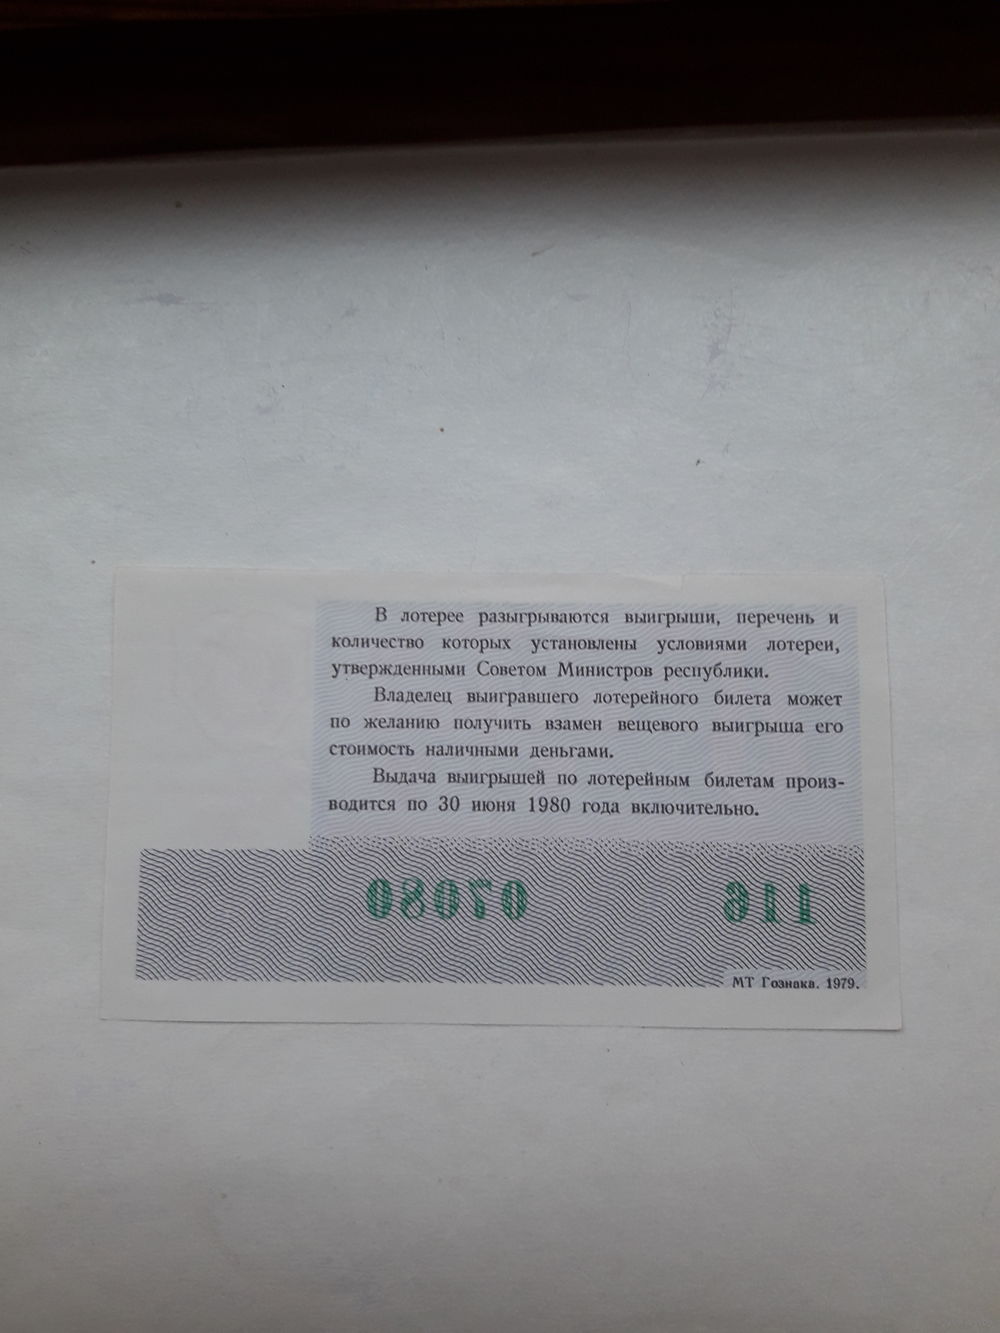 В лотерее разыгрываются выигрыши, перечень и
количество которых установлены условиями лотереи,
утвержденными Советом Министров республики.
Владелец выигравшего лотерейного билета может
по желанию получить взамен вещевого выигрыша его
стоимость наличными деньгами.
Выдача выигрышей по лотерейным билетам произ-
водится по 30 июня 1980 года включительно.
07080 116
МТ Гознака. 1979.